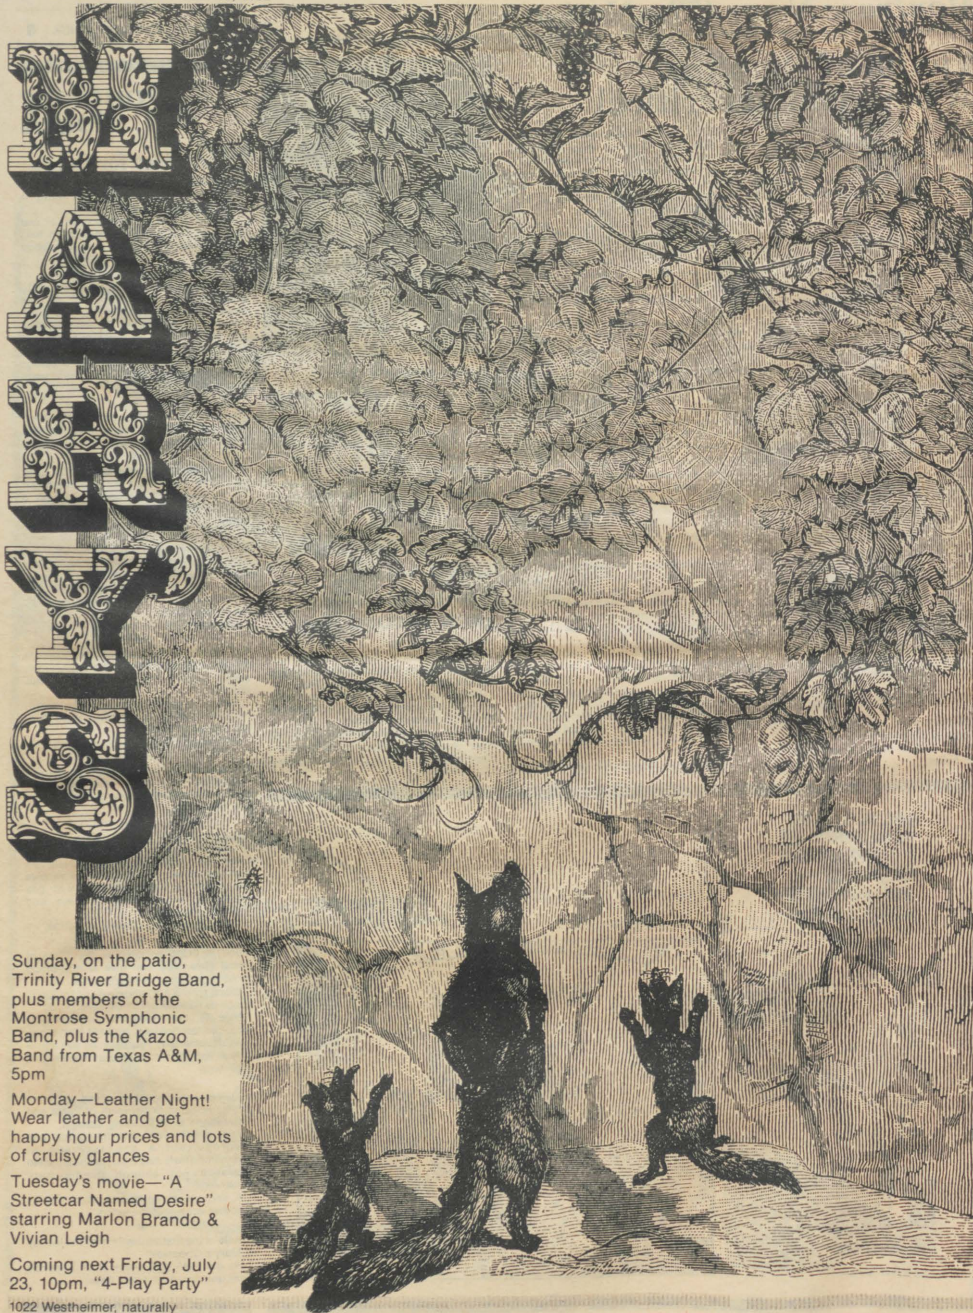 MARY'S
Sunday, on the patio,
Trinity River Bridge Band,
plus members of the
Montrose Symphonic
Band, plus the Kazoo
Band from Texas A&M,
5pm
Monday—Leather Night!
Wear leather and get
happy hour prices and lots
of cruisy glances
Tuesday's movie—"A
Streetcar Named Desire"
starring Marlon Brando &
Vivian Leigh
Coming next Friday, July
23, 10pm, "4-Play Party"
1022 Westheimer, naturally